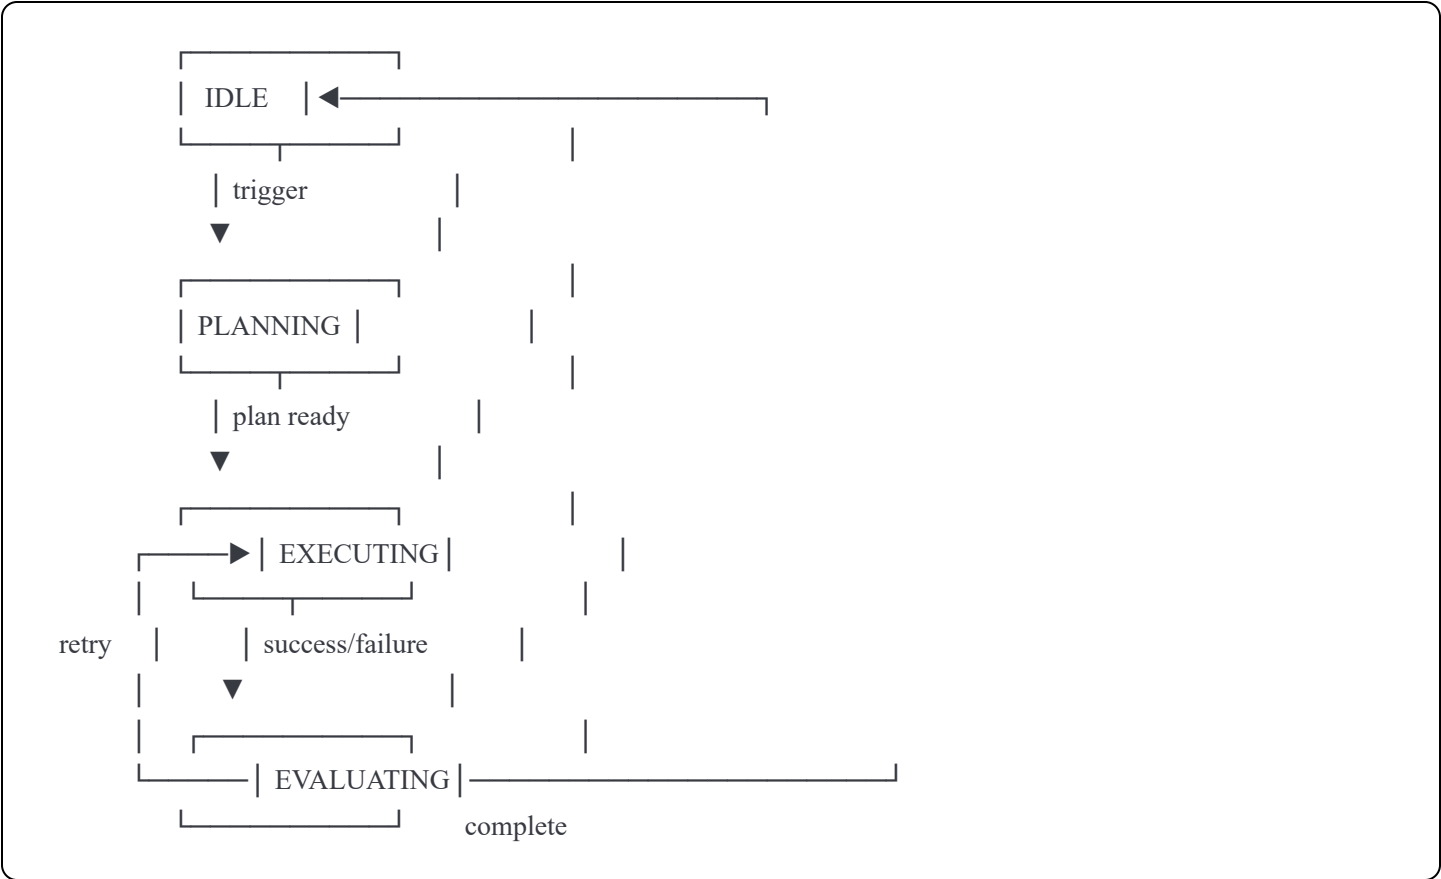 IDLE
trigger
PLANNING
plan ready
EXECUTING
retry success/failure
EVALUATING
complete